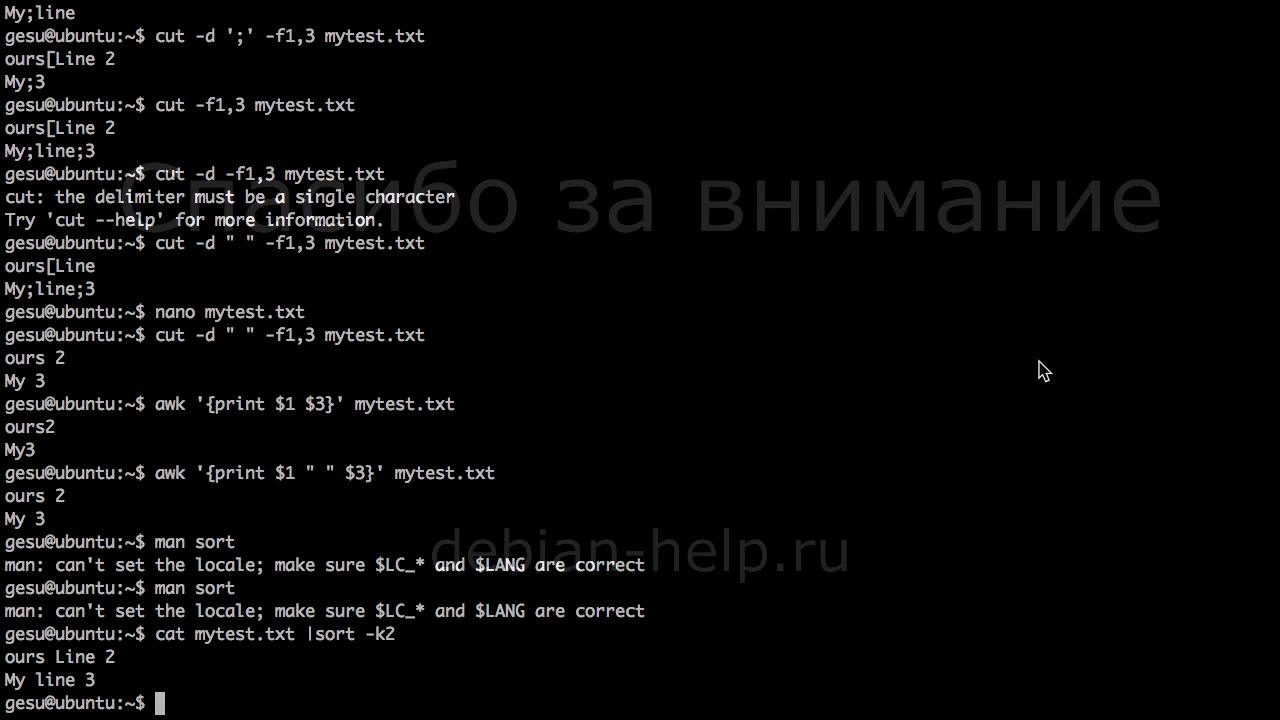 My;line
gesu@ubuntu:~$ cut -d ';' -f1,3 mytest.txt
ours[Line 2
My;3
gesu@ubuntu:~$ cut -f1,3 mytest.txt
ours[Line 2
My;line;3
gesu@ubuntu:~$ cut -d -f1,3 mytest.txt
cut: the delimiter must be a single character
Try 'cut --help' for more information.
Спасибо за внимание
gesu@ubuntu:~$ cut -d " " -f1,3 mytest.txt
ours[Line
My;line;3
gesu@ubuntu:~$ nano mytest.txt
gesu@ubuntu:~$ cut -d " " -f1,3 mytest.txt
ours 2
My 3
gesu@ubuntu:~$ awk '{print $1 $3}' mytest.txt
ours2
My3
gesu@ubuntu:~$ awk '{print $1 " " $3}' mytest.txt
ours 2
My 3
gesu@ubuntu:~$ man sort
debian-help.ru
man: can't set the locale; make sure $LC_* and $LANG are correct
gesu@ubuntu:~$ man sort
man: can't set the locale; make sure $LC_* and $LANG are correct
gesu@ubuntu:~$ cat mytest.txt |sort -k2
ours Line 2
My line 3
gesu@ubuntu:~$